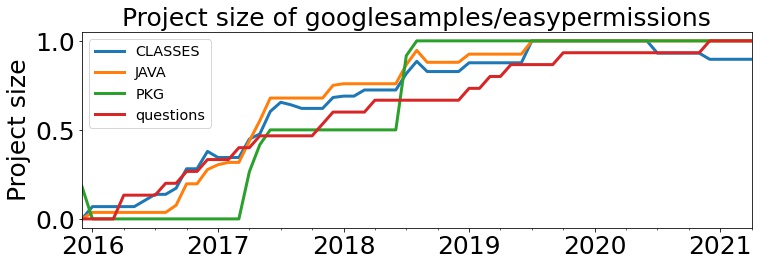 Project size of googlesamples/easypermissions
Project size
1.0
0.5
0.0
CLASSES
JAVA
PKG
questions
2016 2017 2018 2019 2020 2021